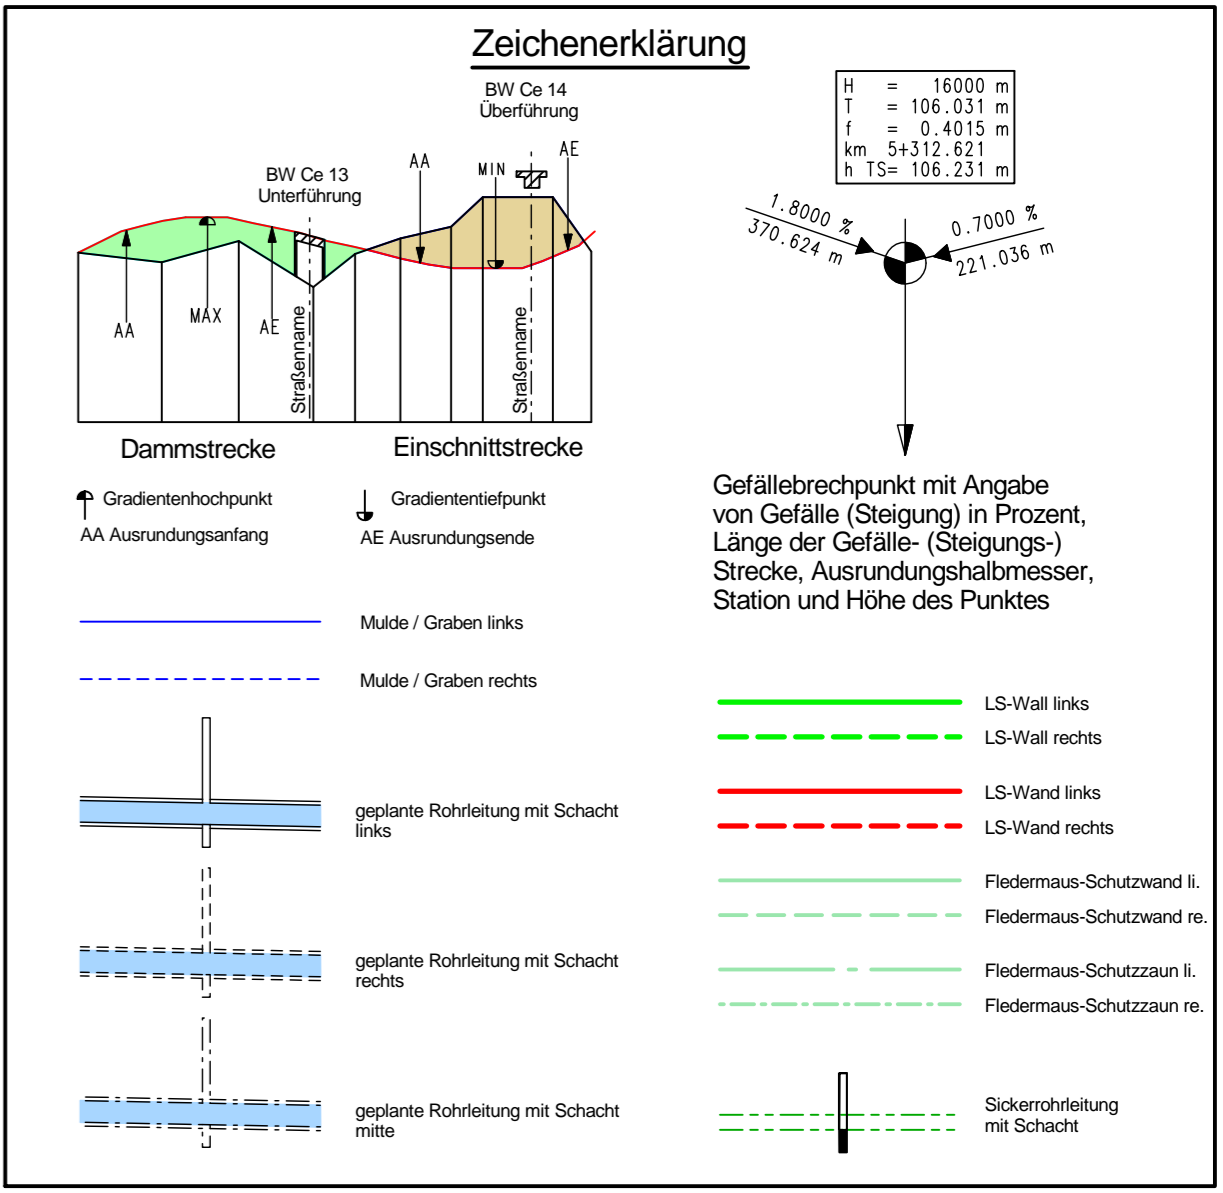 Zeichenerklärung
BW Ce 14
Überführung
BW Ce 13
Unterführung
AA
MIN
AE
AA
MAX
AE
Straßenname
Straßenname
Dammstrecke
Einschnittstrecke
Gradientenhochpunkt
Gradiententiefpunkt
AA Ausrundungsanfang
AE Ausrundungsende
Mulde / Graben links
Mulde / Graben rechts
geplante Rohrleitung mit Schacht
links
geplante Rohrleitung mit Schacht
rechts
geplante Rohrleitung mit Schacht
mitte
H = 16000 m
T = 106.031 m
f = 0.4015 m
km 5+312.621
h TS= 106.231 m
1.8000 %
370.624 m
0.7000 %
221.036 m
Gefällebrechpunkt mit Angabe
von Gefälle (Steigung) in Prozent,
Länge der Gefälle- (Steigungs-)
Strecke, Ausrundungshalbmesser,
Station und Höhe des Punktes
LS-Wall links
LS-Wall rechts
LS-Wand links
LS-Wand rechts
Fledermaus-Schutzwand li.
Fledermaus-Schutzwand re.
Fledermaus-Schutzzaun li.
Fledermaus-Schutzzaun re.
Sickerrohrleitung
mit Schacht